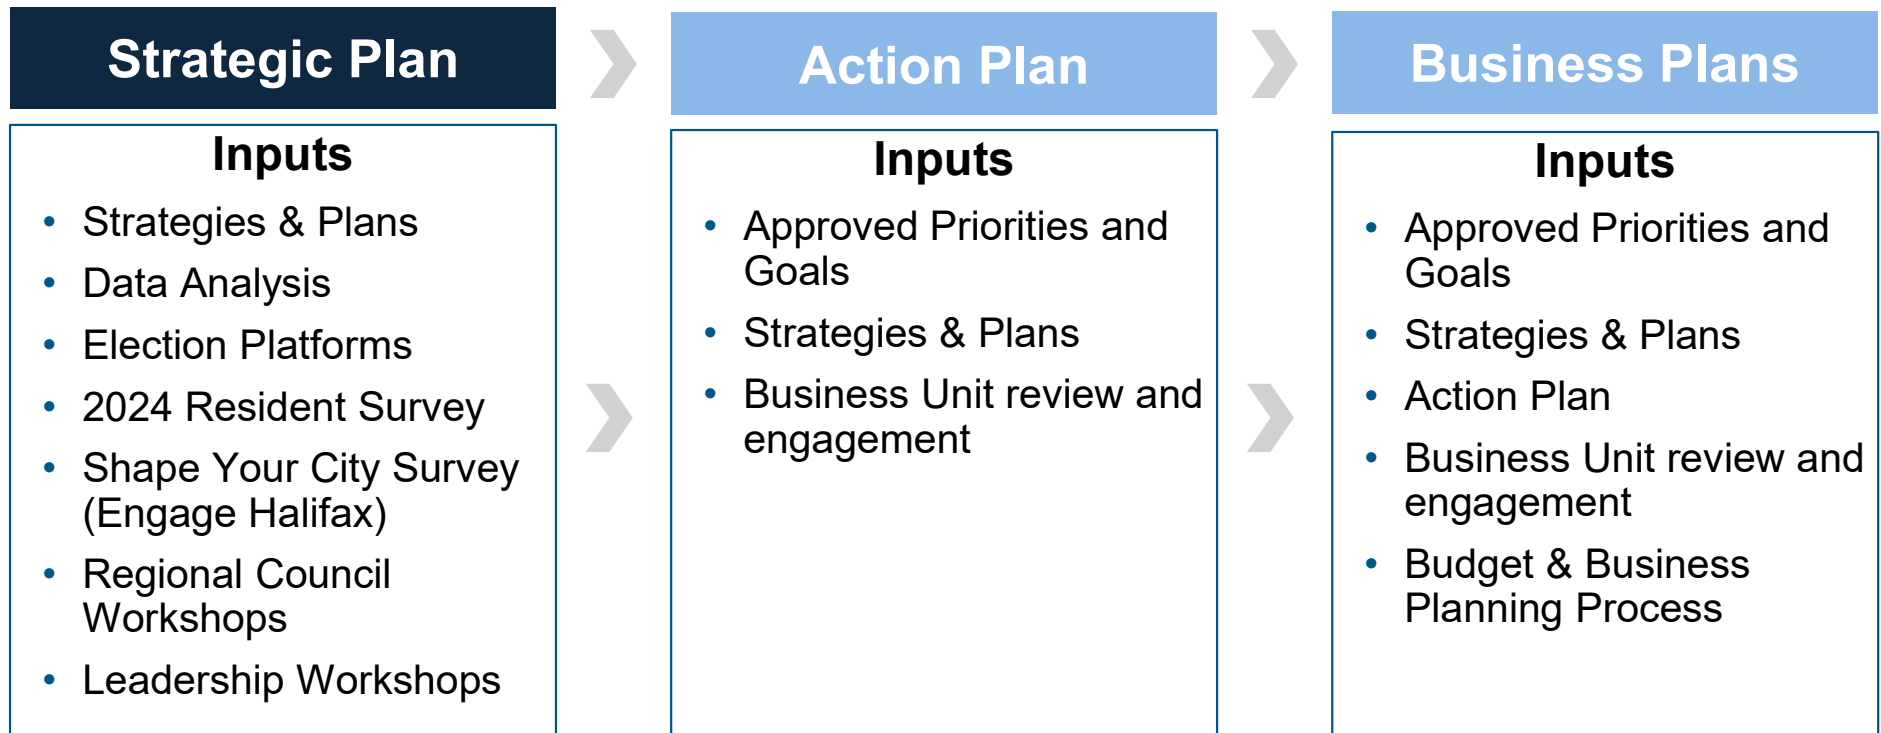 Strategic Plan
Inputs
• Strategies & Plans
• Data Analysis
• Election Platforms
• 2024 Resident Survey
• Shape Your City Survey
(Engage Halifax)
• Regional Council
Workshops
• Leadership Workshops
Action Plan
Inputs
• Approved Priorities and
Goals
• Strategies & Plans
• Business Unit review and
engagement
Business Plans
Inputs
• Approved Priorities and
Goals
• Strategies & Plans
• Action Plan
• Business Unit review and
engagement
• Budget & Business
Planning Process